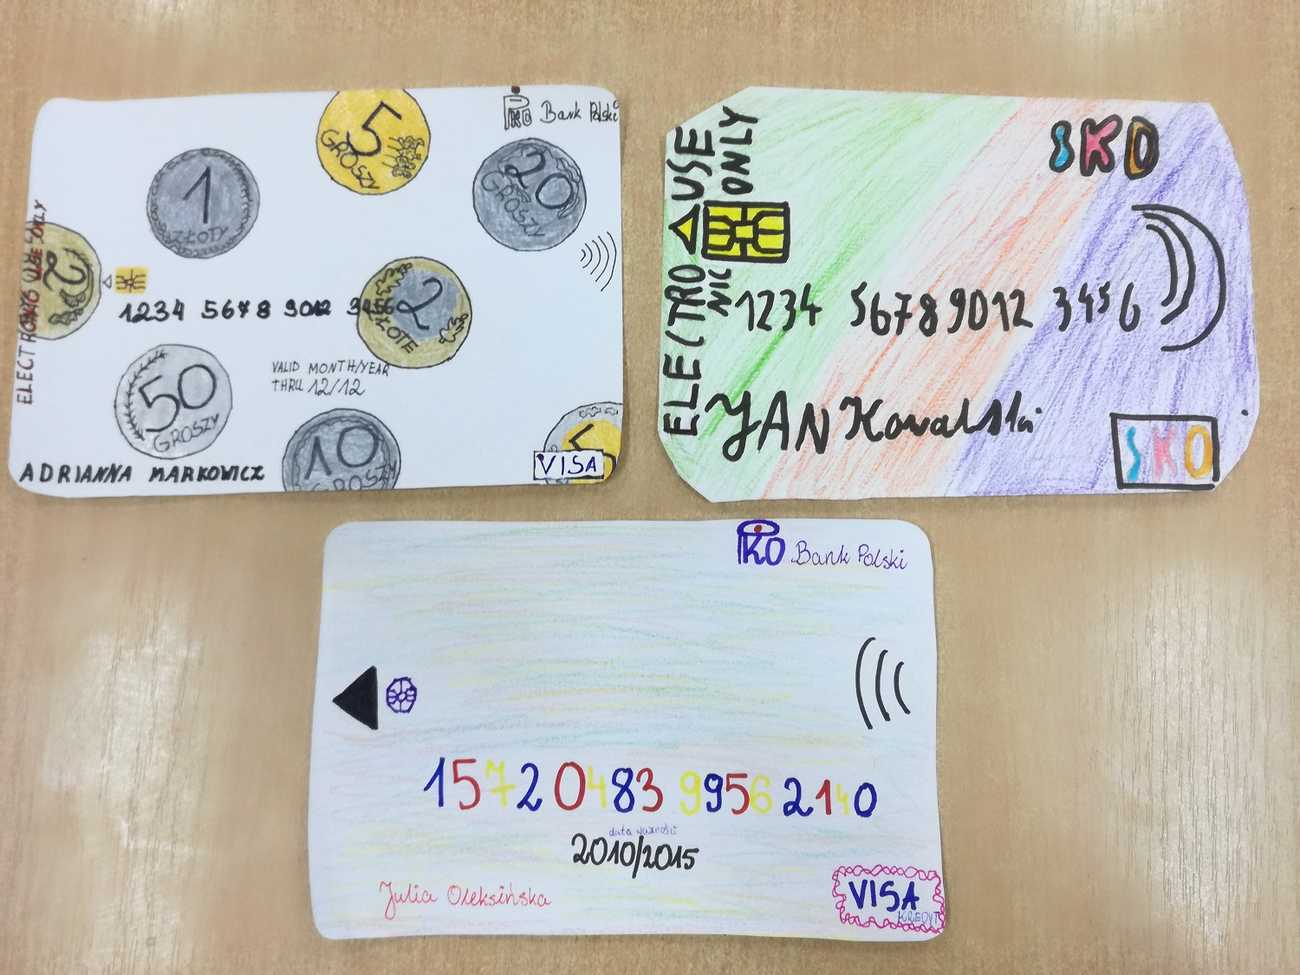 5
GROSZY
PKO Bank Polski
1
ZŁOTY
20
GROSZY
ELECTRONIC USE ONLY
2
1234 5678 9012 3456
2
ZŁOTE
50
GROSZY
VALID MONTH/YEAR
THRU 12/12
10
GROSZY
5
VISA
ADRIANNA MARKOWICZ
ELECTRONIC USE ONLY
SKO
1234 5678 9012 3456
JAN Kowalski
SKO
PKO Bank Polski
1572 0483 9956 2140
data ważności
2010/2015
Julia Oleksińska
VISA
KREDYT